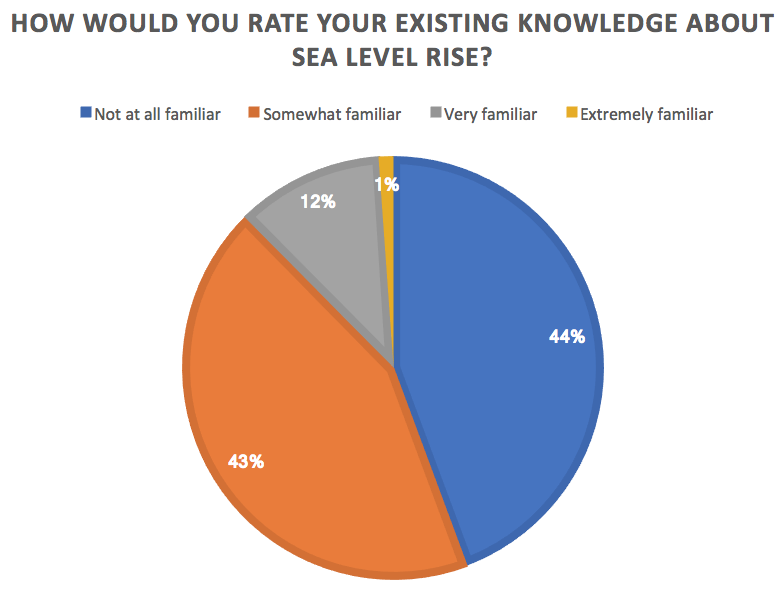 HOW WOULD YOU RATE YOUR EXISTING KNOWLEDGE ABOUT
SEA LEVEL RISE?
Not at all familiar Somewhat familiar Very familiar Extremely familiar
1%
12%
44%
43%